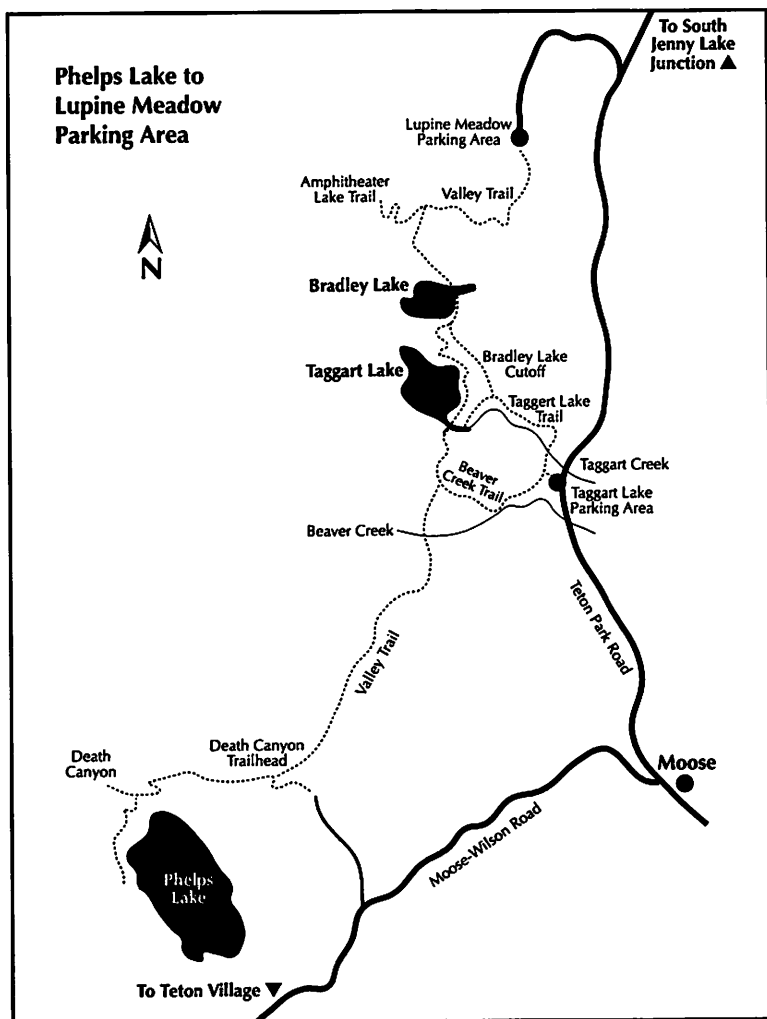 To South
Jenny Lake
Junction ▲
Phelps Lake to
Lupine Meadow
Parking Area
Lupine Meadow
Parking Area
Amphitheater
Lake Trail
Valley Trail
N
Bradley Lake
Bradley Lake
Cutoff
Taggart Lake
Taggert Lake
Trail
Beaver
Creek Trail
Taggart Creek
Taggart Lake
Parking Area
Beaver Creek
Teton Park Road
Valley Trail
Death Canyon
Trailhead
Death
Canyon
Moose
Moose-Wilson Road
Phelps
Lake
To Teton Village ▼